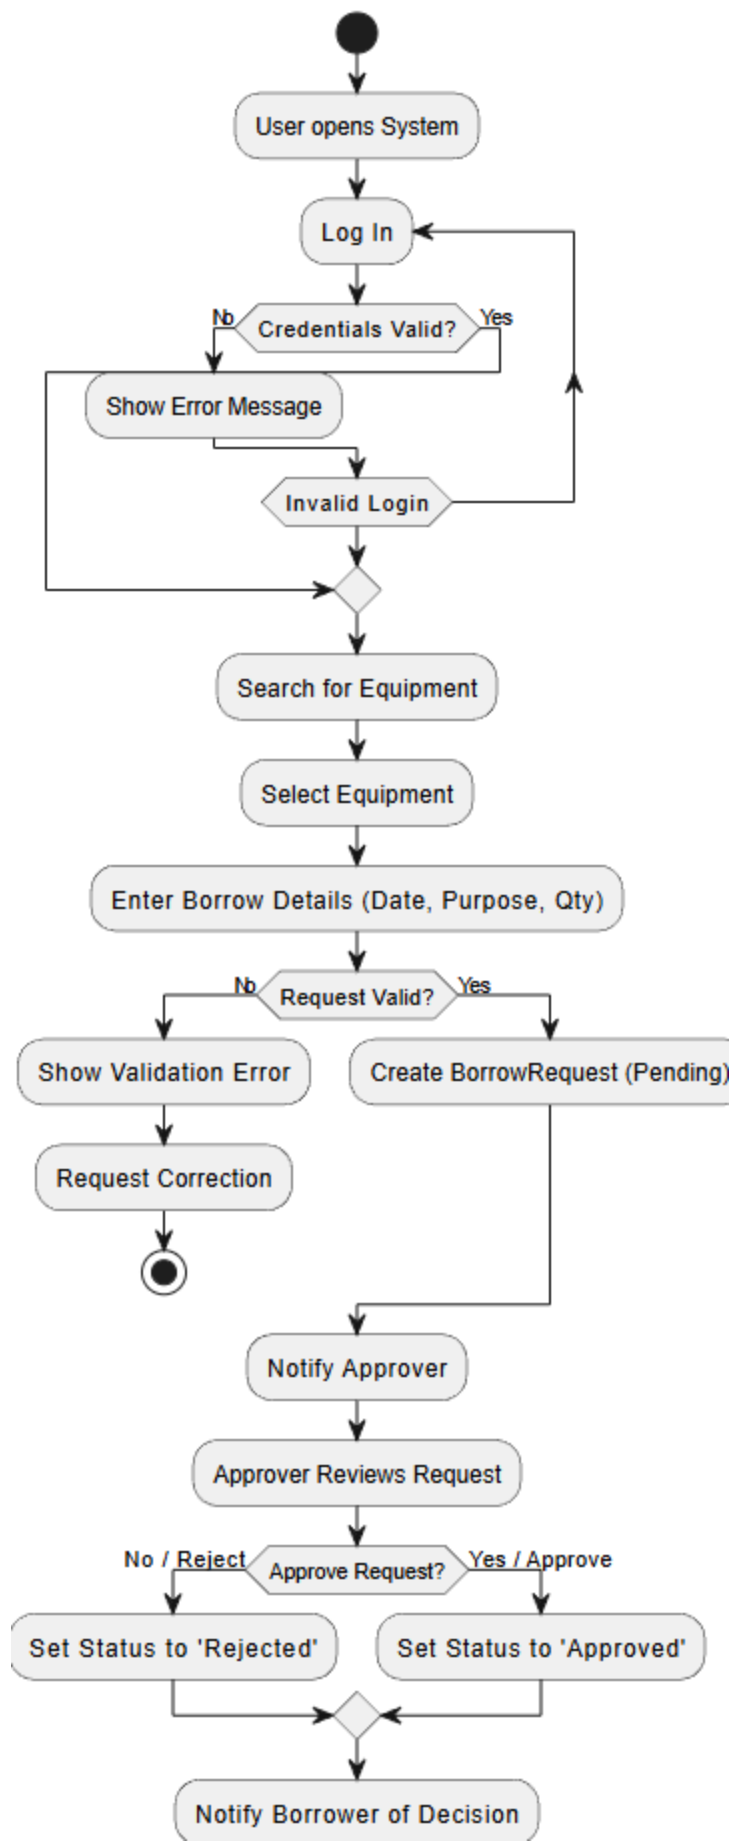 User opens System
Log In
No
Yes
Credentials Valid?
Show Error Message
Invalid Login
Search for Equipment
Select Equipment
Enter Borrow Details (Date, Purpose, Qty)
No
Yes
Request Valid?
Show Validation Error
Create BorrowRequest (Pending)
Request Correction
Notify Approver
Approver Reviews Request
No / Reject
Yes / Approve
Approve Request?
Set Status to 'Rejected'
Set Status to 'Approved'
Notify Borrower of Decision